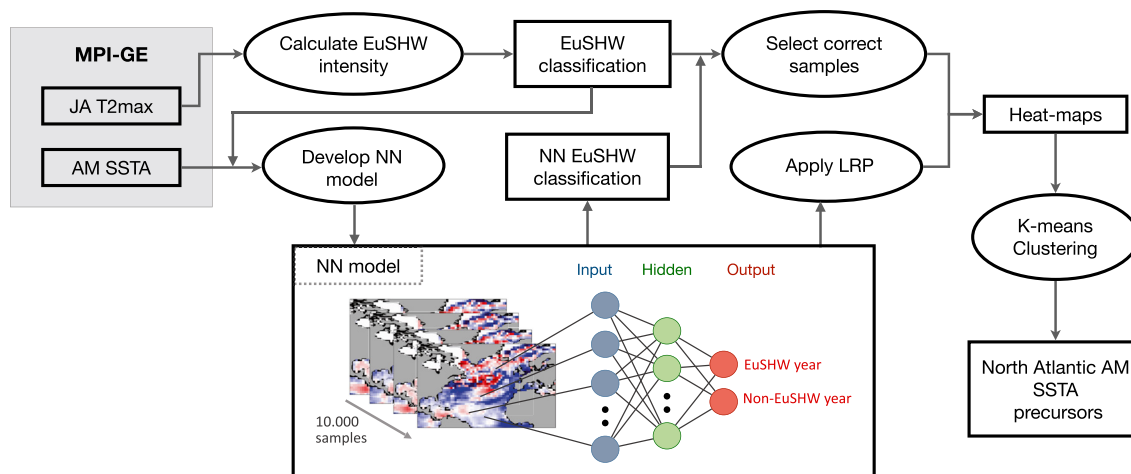 MPI-GE
JA T2max
AM SSTA
Calculate EuSHW
intensity
EuSHW
classification
Select correct
samples
Develop NN
model
NN EuSHW
classification
Apply LRP
Heat-maps
K-means
Clustering
North Atlantic AM
SSTA
precursors
NN model
Input
Hidden
Output
EuSHW year
Non-EuSHW year
10.000
samples